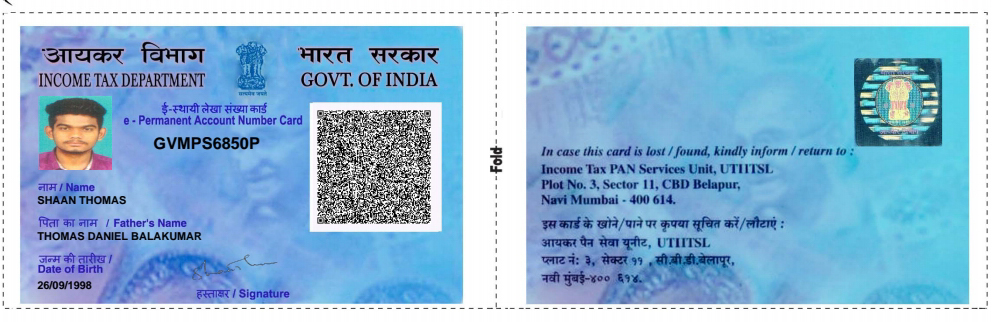 आयकर विभाग
INCOME TAX DEPARTMENT
सत्यमेव जयते
भारत सरकार
GOVT. OF INDIA
ई-स्थायी लेखा संख्या कार्ड
e - Permanent Account Number Card
GVMPS6850P
नाम / Name
SHAAN THOMAS
पिता का नाम / Father's Name
THOMAS DANIEL BALAKUMAR
जन्म की तारीख /
Date of Birth
26/09/1998
हस्ताक्षर / Signature
Fold
In case this card is lost / found, kindly inform / return to :
Income Tax PAN Services Unit, UTIITSL
Plot No. 3, Sector 11, CBD Belapur,
Navi Mumbai - 400 614.
इस कार्ड के खोने/पाने पर कृपया सूचित करें/लौटाएं :
आयकर पैन सेवा यूनीट, UTIITSL
प्लाट नं: ३, सेक्टर ११ , सी.बी.डी.बेलापूर,
नवी मुंबई-४०० ६१४.